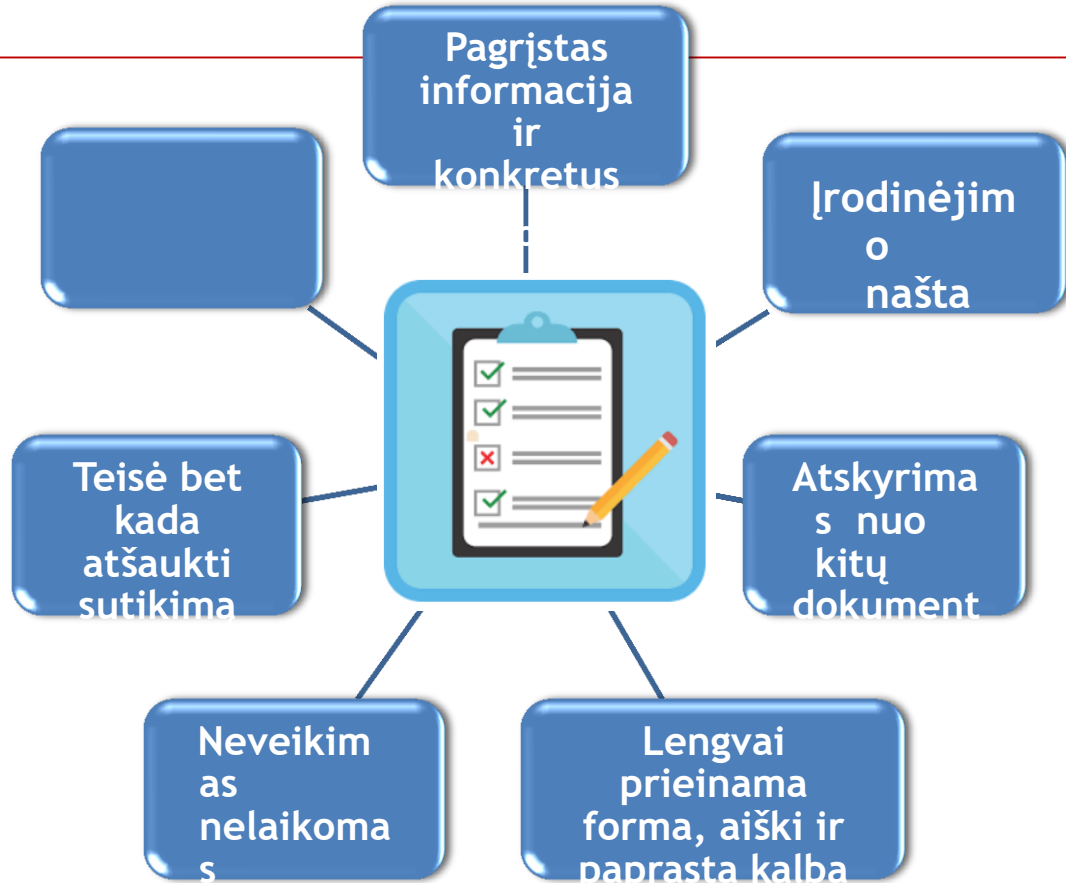 Pagrįstas
informacija
ir
konkretus
Įrodinėjim
o
našta
Teisė bet
kada
atšaukti
sutikimą
Atskyrima
s nuo
kitų
dokument
Neveikim
as
nelaikoma
s
Lengvai
prieinama
forma, aiški ir
paprasta kalba